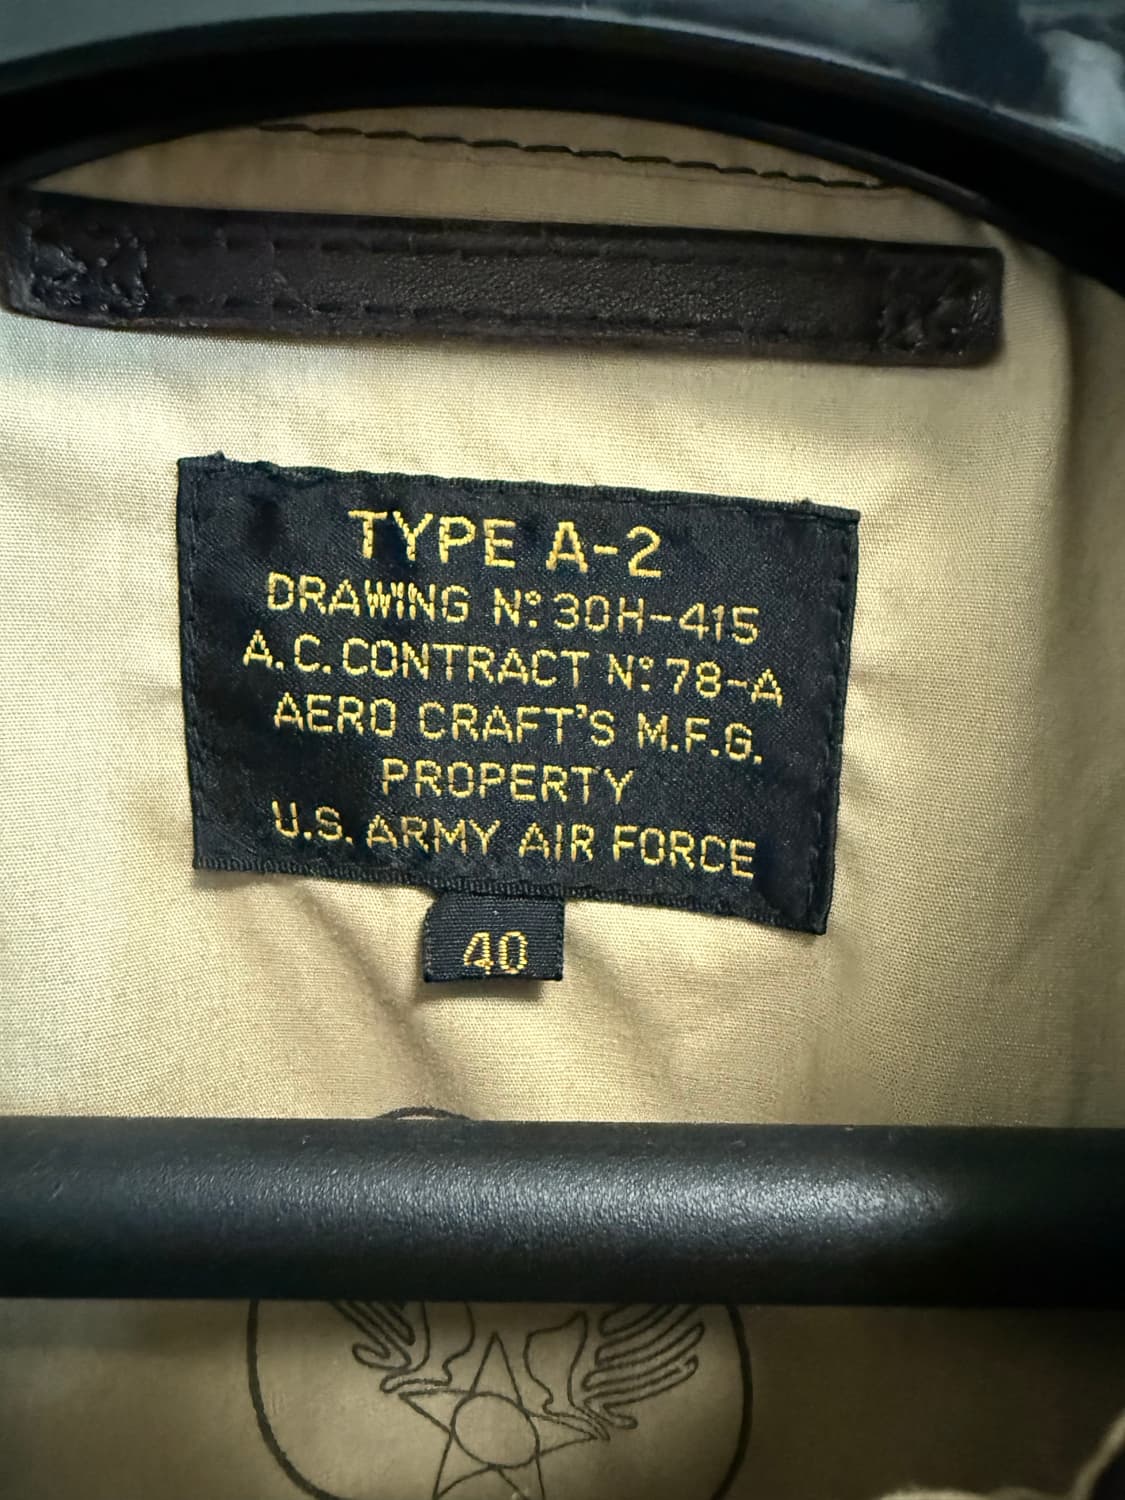 TYPE A-2
DRAWING Nº. 30H-415
A.C. CONTRACT Nº. 78-A
AERO CRAFT'S M.F.G.
PROPERTY
U.S. ARMY AIR FORCE
40